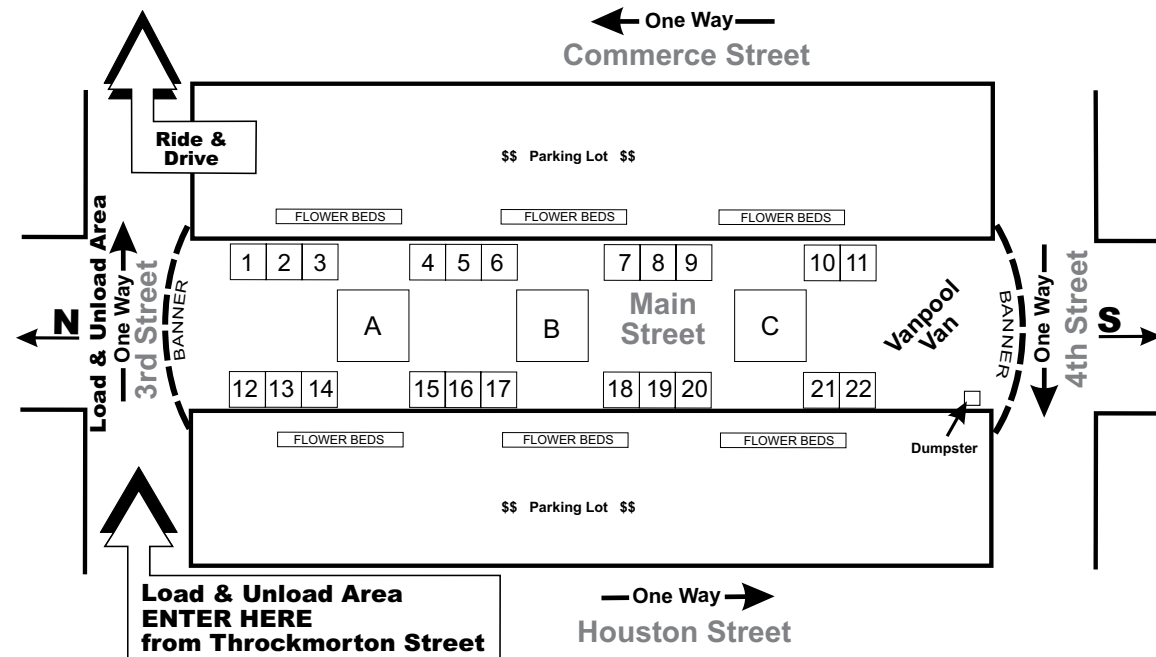 One Way
Commerce Street
Ride &
Drive
$$ Parking Lot $$
FLOWER BEDS FLOWER BEDS FLOWER BEDS
1 2 3 4 5 6 7 8 9 10 11
Load & Unload Area
One Way
3rd Street
BANNER
N
A B
Main
Street
C
Vanpool
Van
BANNER
One Way
4th Street
S
12 13 14 15 16 17 18 19 20 21 22
FLOWER BEDS FLOWER BEDS FLOWER BEDS
Dumpster
$$ Parking Lot $$
Load & Unload Area
ENTER HERE
from Throckmorton Street
One Way
Houston Street